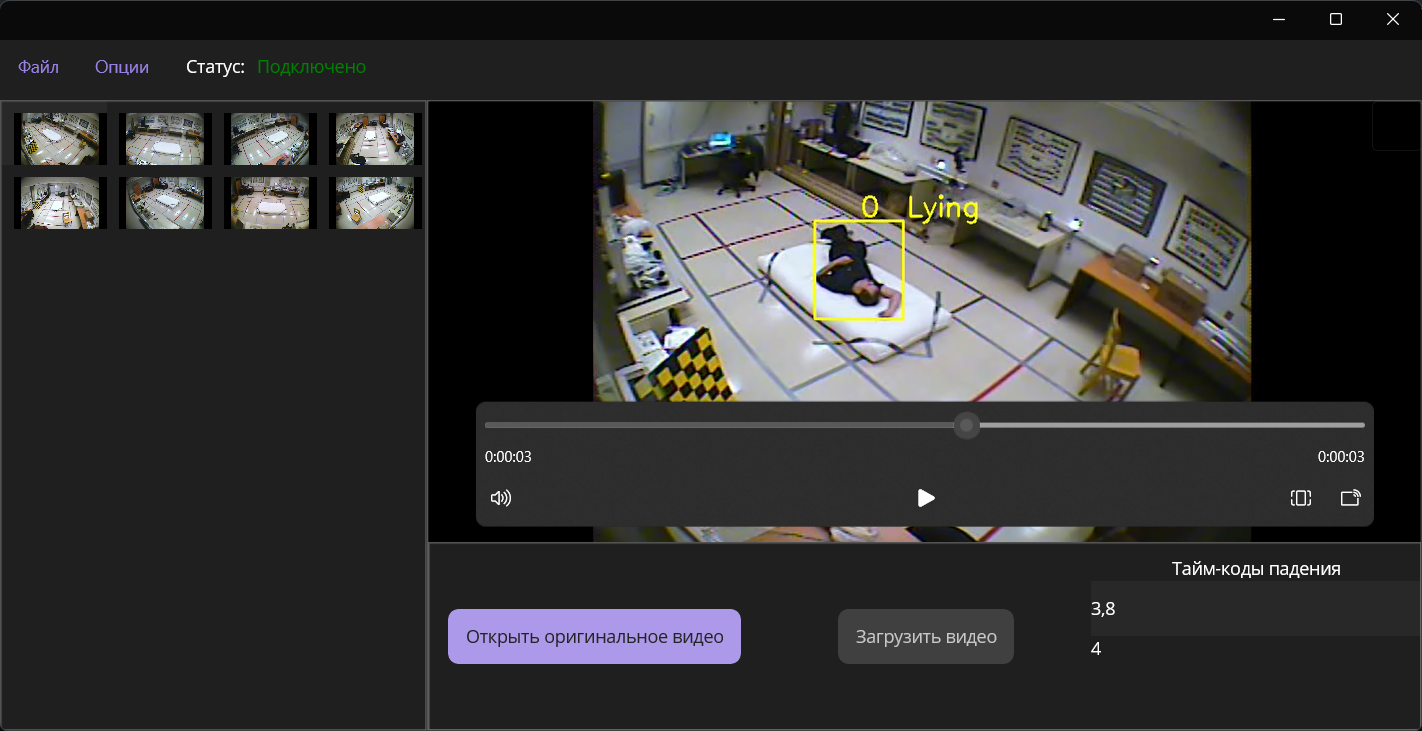 Файл Опции Статус: Подключено
0 Lying
0:00:03 0:00:03
Тайм-коды падения
3,8
Открыть оригинальное видео Загрузить видео
4